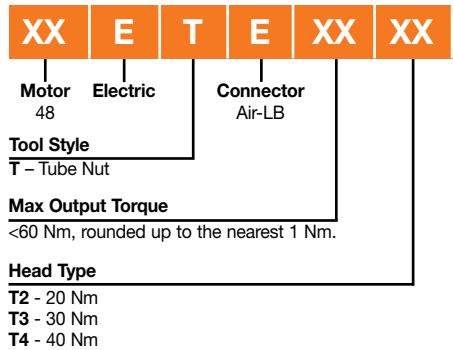 XX E T E XX XX
Motor Electric Connector
48 Air-LB
Tool Style
T – Tube Nut
Max Output Torque
<60 Nm, rounded up to the nearest 1 Nm.
Head Type
T2 - 20 Nm
T3 - 30 Nm
T4 - 40 Nm